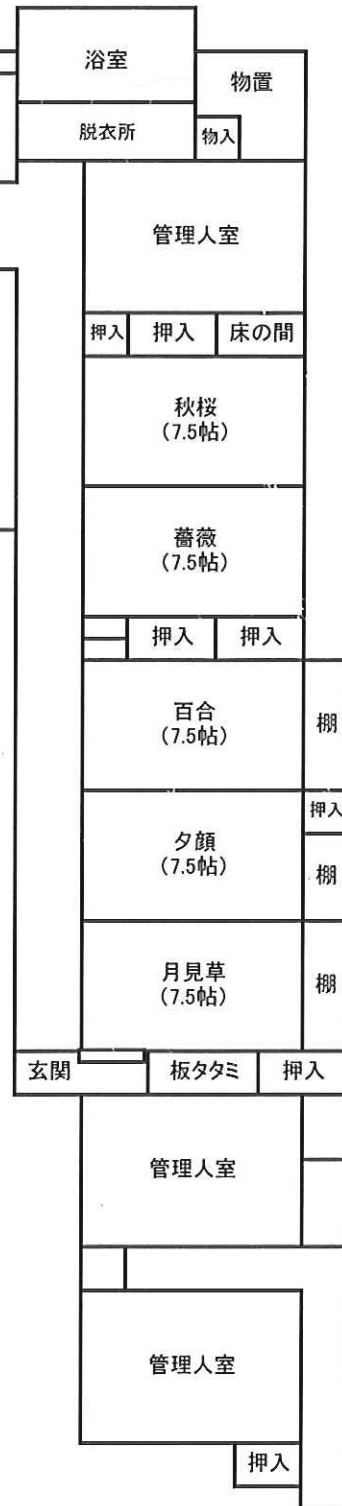 浴室
物置
脱衣所
物入
管理人室
押入
押入
床の間
秋桜
(7.5帖)
薔薇
(7.5帖)
押入
押入
百合
(7.5帖)
棚
押入
夕顔
(7.5帖)
棚
月見草
(7.5帖)
棚
玄関
板タタミ
押入
管理人室
管理人室
押入